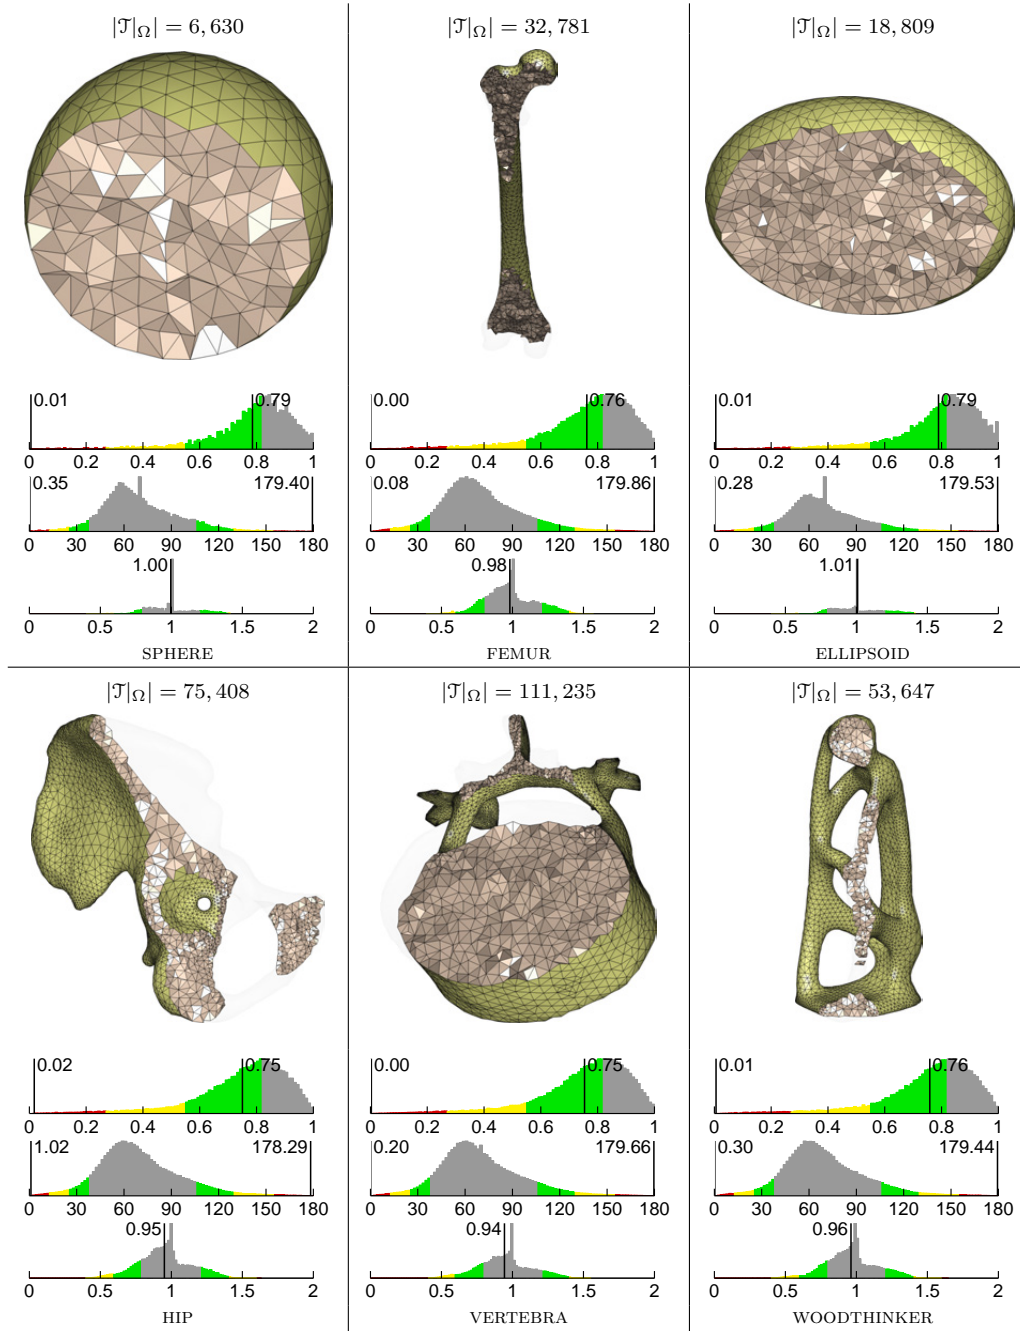 |𝒯|Ω| = 6, 630
|𝒯|Ω| = 32, 781
|𝒯|Ω| = 18, 809
0.01 0.79
0 0.2 0.4 0.6 0.8 1
0.35 179.40
0 30 60 90 120 150 180
1.00
0 0.5 1 1.5 2
SPHERE
0.00 0.76
0 0.2 0.4 0.6 0.8 1
0.08 179.86
0 30 60 90 120 150 180
0.98
0 0.5 1 1.5 2
FEMUR
0.01 0.79
0 0.2 0.4 0.6 0.8 1
0.28 179.53
0 30 60 90 120 150 180
1.01
0 0.5 1 1.5 2
ELLIPSOID
|𝒯|Ω| = 75, 408
|𝒯|Ω| = 111, 235
|𝒯|Ω| = 53, 647
0.02 0.75
0 0.2 0.4 0.6 0.8 1
1.02 178.29
0 30 60 90 120 150 180
0.95
0 0.5 1 1.5 2
HIP
0.00 0.75
0 0.2 0.4 0.6 0.8 1
0.20 179.66
0 30 60 90 120 150 180
0.94
0 0.5 1 1.5 2
VERTEBRA
0.01 0.76
0 0.2 0.4 0.6 0.8 1
0.30 179.44
0 30 60 90 120 150 180
0.96
0 0.5 1 1.5 2
WOODTHINKER